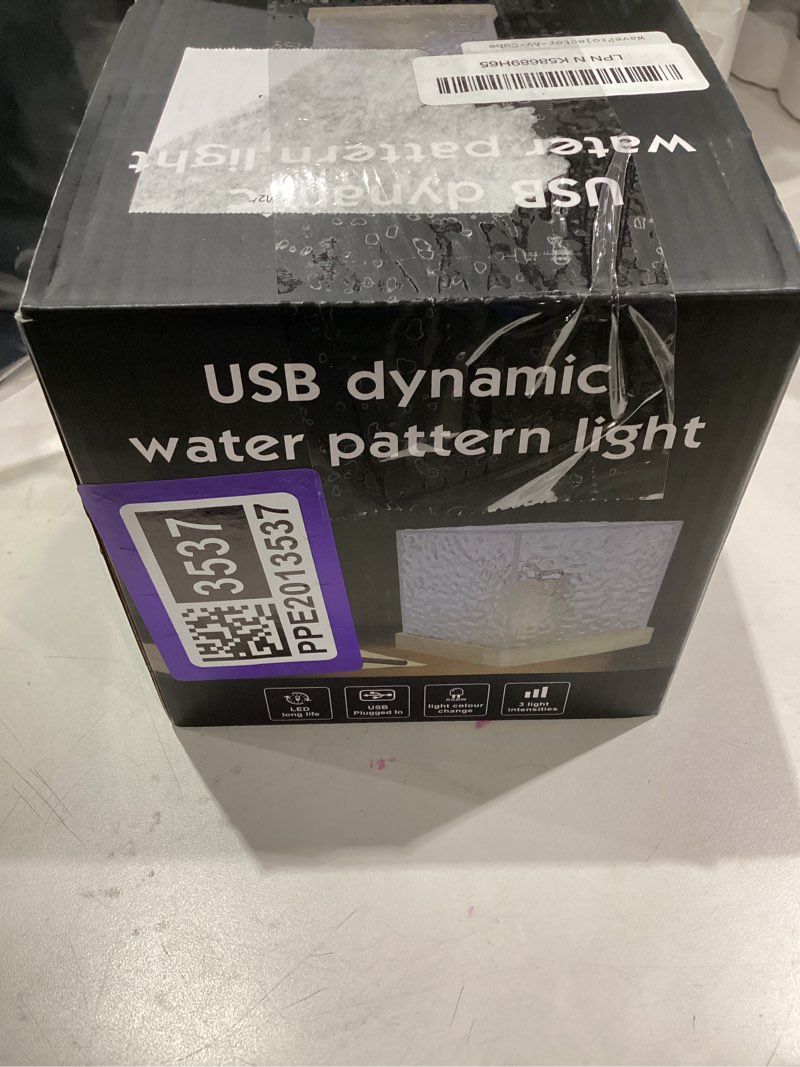 WaveProjector-Av-Cube
LPN N K58689H65
USB dynamic
water pattern light
USB dynamic
water pattern light
3537
PPE2013537
LED
long life
USB
Plugged In
light colour
change
3 light
intensities